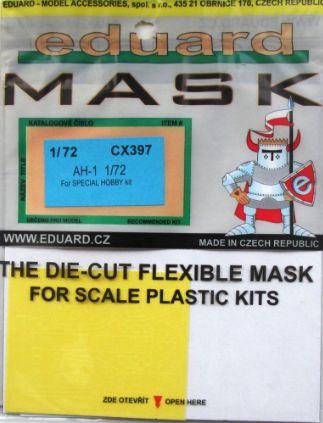 EDUARD - MODEL ACCESSORIES, spol. s r.o., 435 21 OBRNICE 170, CZECH REPUBLIC
eduard
MASK
KATALOGOVÉ ČÍSLO ITEM #
1/72 CX397
AH-1 1/72
For SPECIAL HOBBY kit
NÁZEV/TITLE
URČENO PRO MODEL RECOMMENDED KIT
e
WWW.EDUARD.CZ
MADE IN CZECH REPUBLIC
THE DIE-CUT FLEXIBLE MASK
FOR SCALE PLASTIC KITS
ZDE OTEVŘÍT OPEN HERE